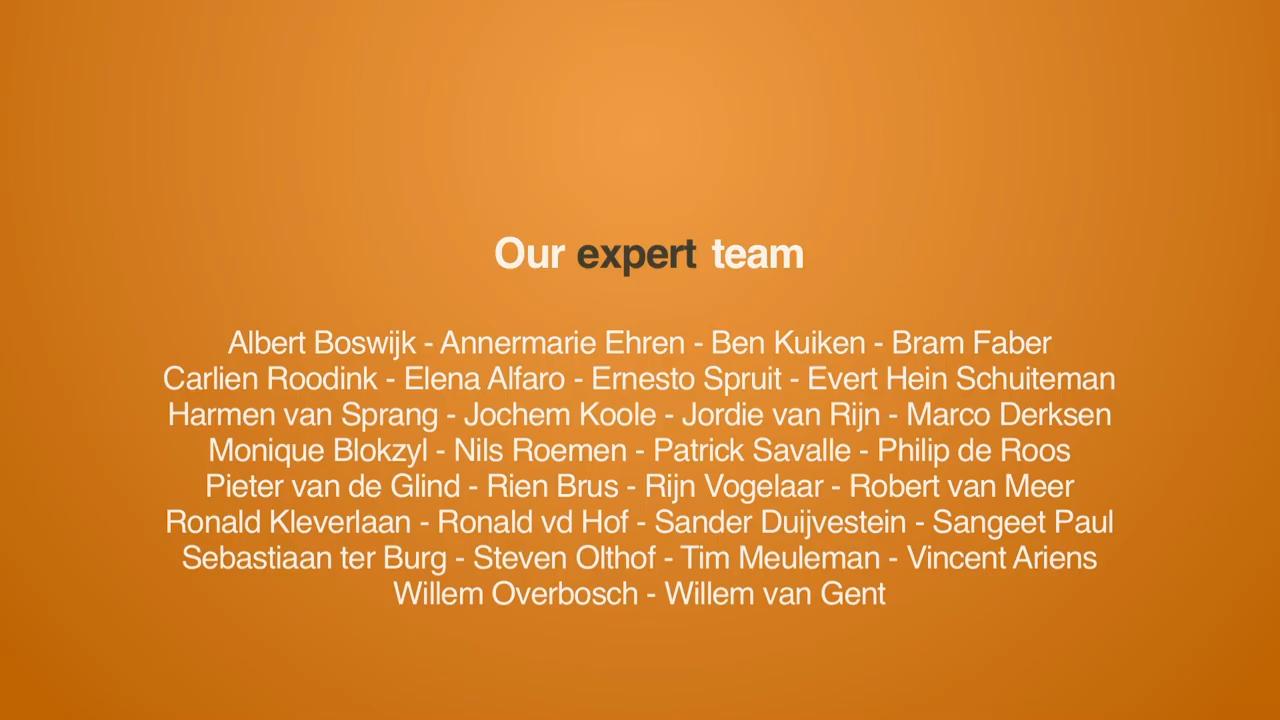 Our expert team
Albert Boswijk - Annermarie Ehren - Ben Kuiken - Bram Faber
Carlien Roodink - Elena Alfaro - Ernesto Spruit - Evert Hein Schuiteman
Harmen van Sprang - Jochem Koole - Jordie van Rijn - Marco Derksen
Monique Blokzyl - Nils Roemen - Patrick Savalle - Philip de Roos
Pieter van de Glind - Rien Brus - Rijn Vogelaar - Robert van Meer
Ronald Kleverlaan - Ronald vd Hof - Sander Duijvestein - Sangeet Paul
Sebastiaan ter Burg - Steven Olthof - Tim Meuleman - Vincent Ariens
Willem Overbosch - Willem van Gent